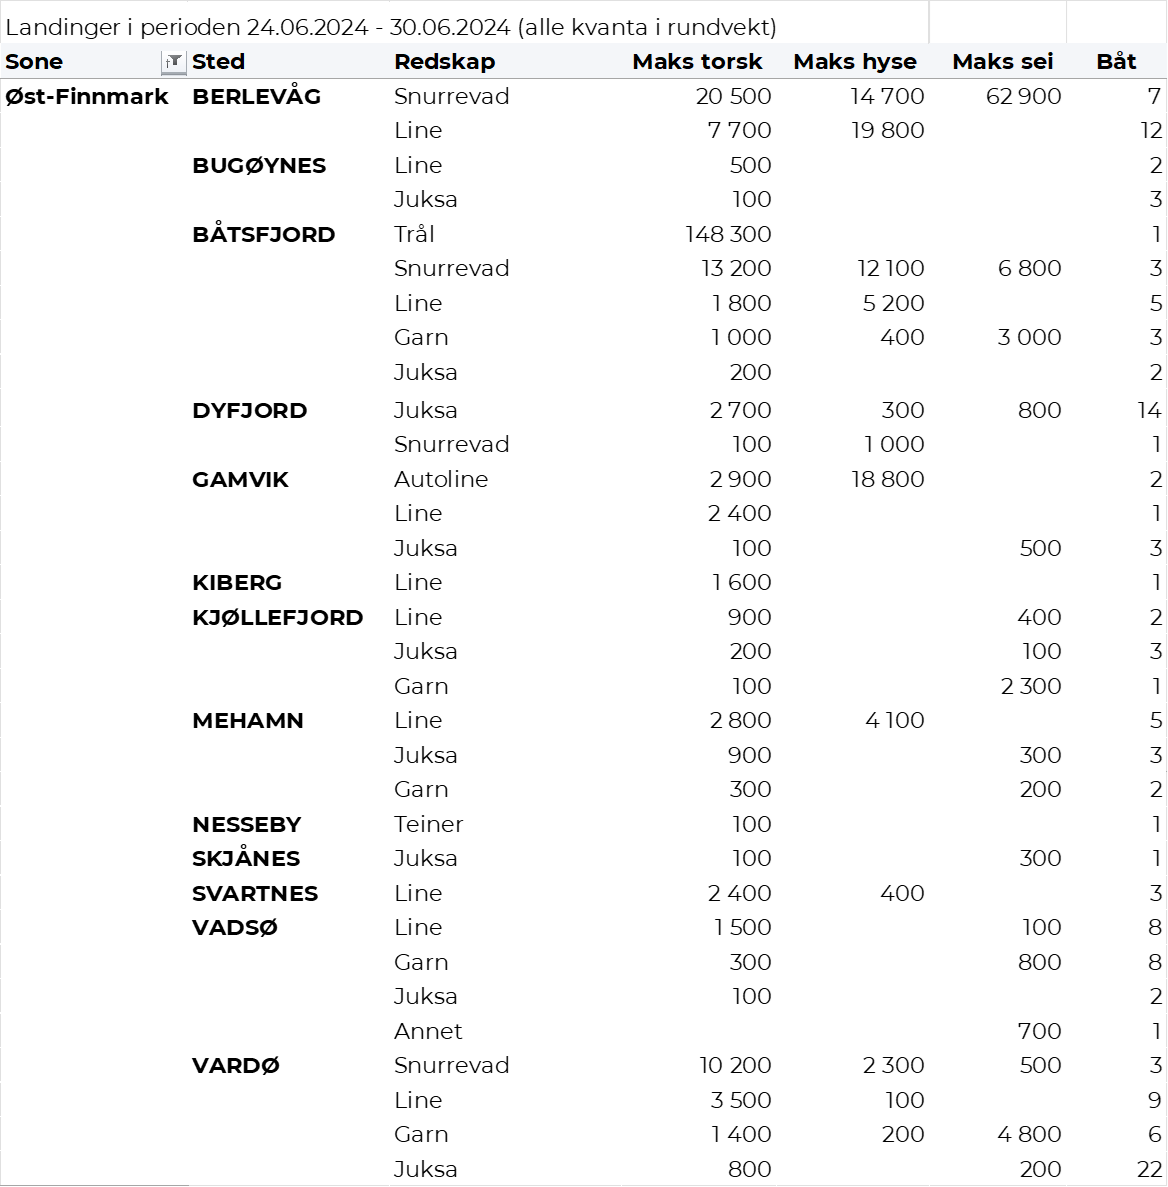 Landinger i perioden 24.06.2024 - 30.06.2024 (alle kvanta i rundvekt)
Sone Sted Redskap Maks torsk Maks hyse Maks sei Båt
Øst-Finnmark BERLEVÅG Snurrevad 20 500 14 700 62 900 7
Line 7 700 19 800 12
BUGØYNES Line 500 2
Juksa 100 3
BÅTSFJORD Trål 148 300 1
Snurrevad 13 200 12 100 6 800 3
Line 1 800 5 200 5
Garn 1 000 400 3 000 3
Juksa 200 2
DYFJORD Juksa 2 700 300 800 14
Snurrevad 100 1 000 1
GAMVIK Autoline 2 900 18 800 2
Line 2 400 1
Juksa 100 500 3
KIBERG Line 1 600 1
KJØLLEFJORD Line 900 400 2
Juksa 200 100 3
Garn 100 2 300 1
MEHAMN Line 2 800 4 100 5
Juksa 900 300 3
Garn 300 200 2
NESSEBY Teiner 100 1
SKJÅNES Juksa 100 300 1
SVARTNES Line 2 400 400 3
VADSØ Line 1 500 100 8
Garn 300 800 8
Juksa 100 2
Annet 700 1
VARDØ Snurrevad 10 200 2 300 500 3
Line 3 500 100 9
Garn 1 400 200 4 800 6
Juksa 800 200 22